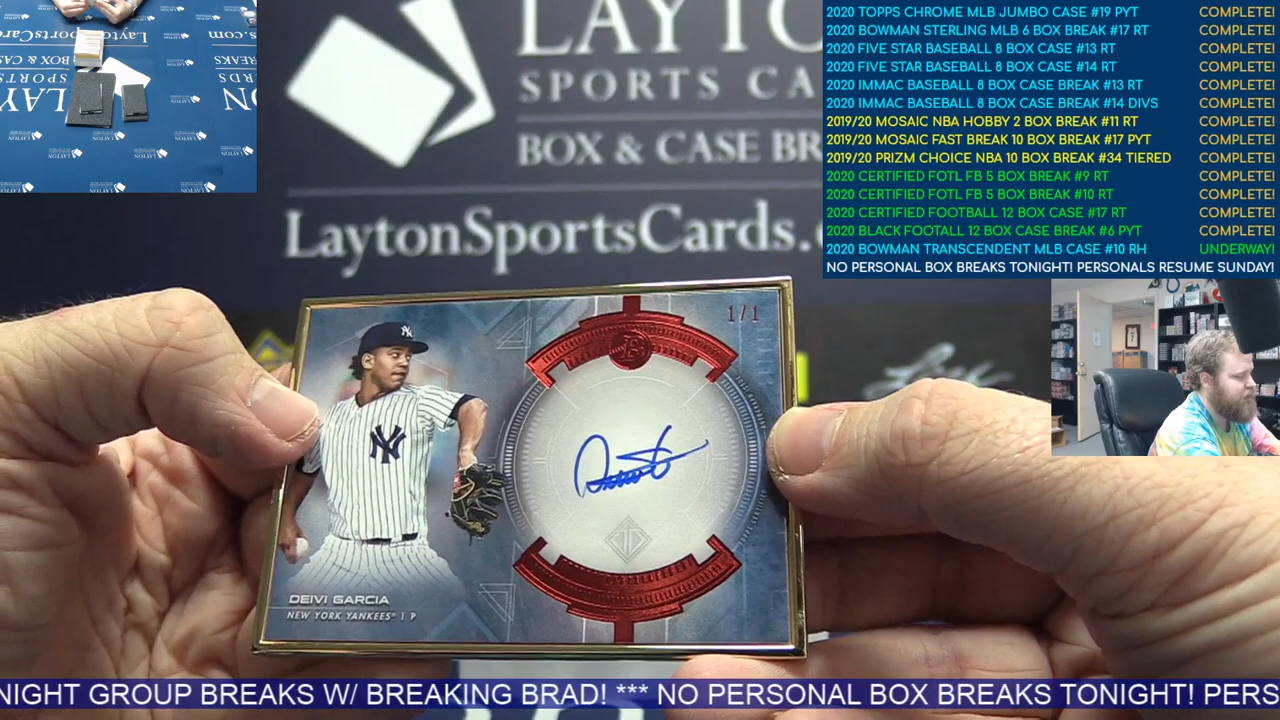 LAYTO
SPORTS CA
BOX & CASE BR
LaytonSportsCards.
2020 TOPPS CHROME MLB JUMBO CASE #19 PYT COMPLETE!
2020 BOWMAN STERLING MLB 6 BOX BREAK #17 RT COMPLETE!
2020 FIVE STAR BASEBALL 8 BOX CASE #13 RT COMPLETE!
2020 FIVE STAR BASEBALL 8 BOX CASE #14 RT COMPLETE!
2020 IMMAC BASEBALL 8 BOX CASE BREAK #13 RT COMPLETE!
2020 IMMAC BASEBALL 8 BOX CASE BREAK #14 DIVS COMPLETE!
2019/20 MOSAIC NBA HOBBY 2 BOX BREAK #11 RT COMPLETE!
2019/20 MOSAIC FAST BREAK 10 BOX BREAK #17 PYT COMPLETE!
2019/20 PRIZM CHOICE NBA 10 BOX BREAK #34 TIERED COMPLETE!
2020 CERTIFIED FOTL FB 5 BOX BREAK #9 RT COMPLETE!
2020 CERTIFIED FOTL FB 5 BOX BREAK #10 RT COMPLETE!
2020 CERTIFIED FOOTBALL 12 BOX CASE #17 RT COMPLETE!
2020 BLACK FOOTALL 12 BOX CASE BREAK #6 PYT COMPLETE!
2020 BOWMAN TRANSCENDENT MLB CASE #10 RH UNDERWAY!
NO PERSONAL BOX BREAKS TONIGHT! PERSONALS RESUME SUNDAY!
1/1
B
NY
NY
DEIVI GARCIA
NEW YORK YANKEES® | P
NIGHT GROUP BREAKS W/ BREAKING BRAD! *** NO PERSONAL BOX BREAKS TONIGHT! PERS